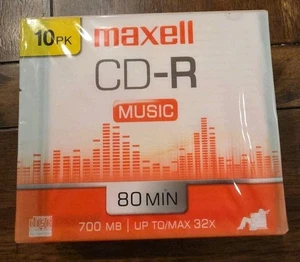 10PK
maxell
CD-R
MUSIC
80 MIN
700 MB | UP TO/MAX 32X